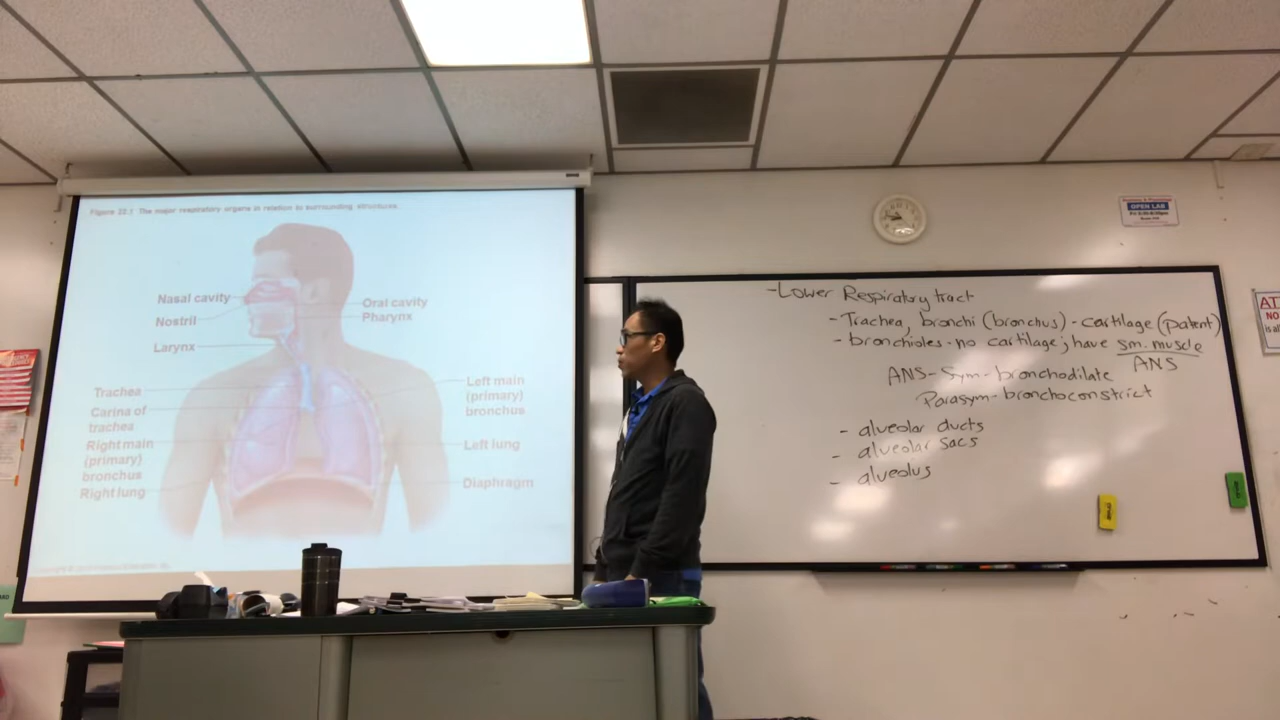 Figure 22.1 The major respiratory organs in relation to surrounding structures.
Nasal cavity
Nostril
Larynx
Trachea
Carina of
trachea
Right main
(primary)
bronchus
Right lung
Oral cavity
Pharynx
Left main
(primary)
bronchus
Left lung
Diaphragm
- Lower Respiratory tract
- Trachea, bronchi (bronchus) - cartilage (patent)
- bronchioles - no cartilage; have sm. muscle
ANS
ANS - Sym - bronchodilate
Parasym - bronchoconstrict
- alveolar ducts
- alveolar sacs
- alveolus
OPEN LAB
NO